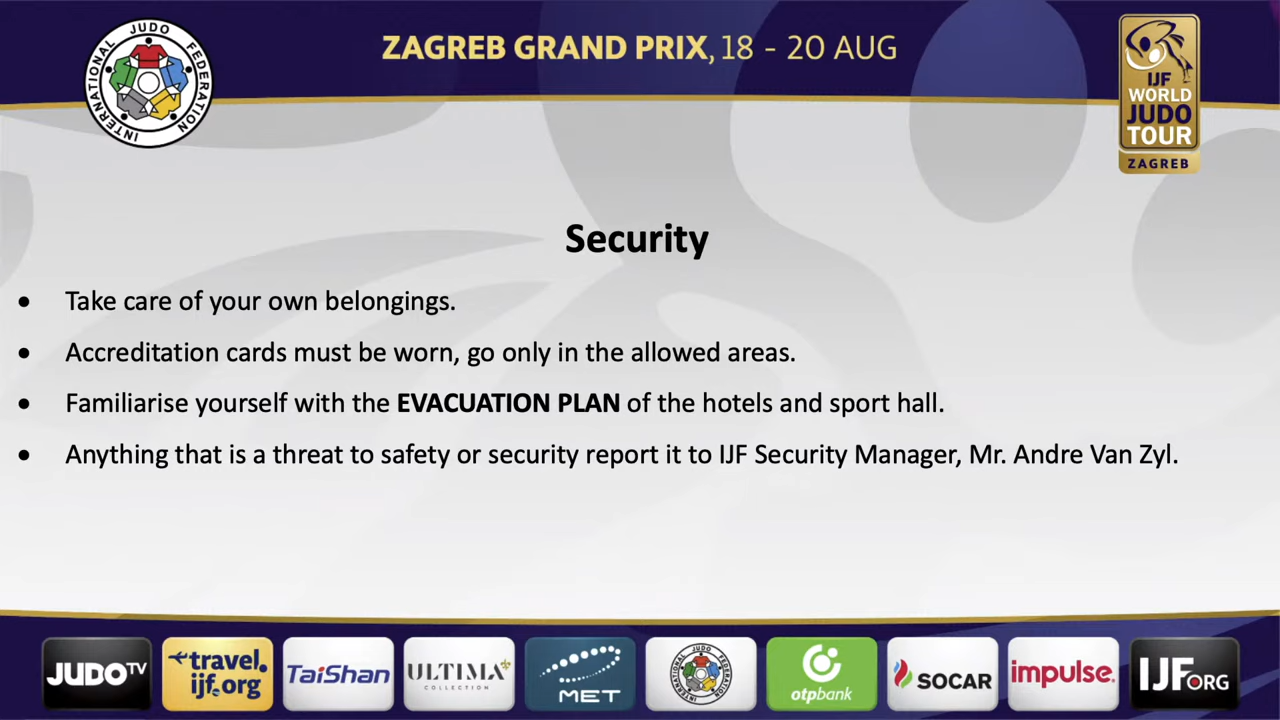 INTERNATIONAL JUDO FEDERATION
ZAGREB GRAND PRIX, 18 - 20 AUG
IJF
WORLD
JUDO
TOUR
ZAGREB
Security
• Take care of your own belongings.
• Accreditation cards must be worn, go only in the allowed areas.
• Familiarise yourself with the EVACUATION PLAN of the hotels and sport hall.
• Anything that is a threat to safety or security report it to IJF Security Manager, Mr. Andre Van Zyl.
JUDOTV
travel.
ijf.org
TaiShan
ULTIMA
COLLECTION
MET
INTERNATIONAL JUDO FEDERATION
otpbank
SOCAR
impulse.
IJF.ORG